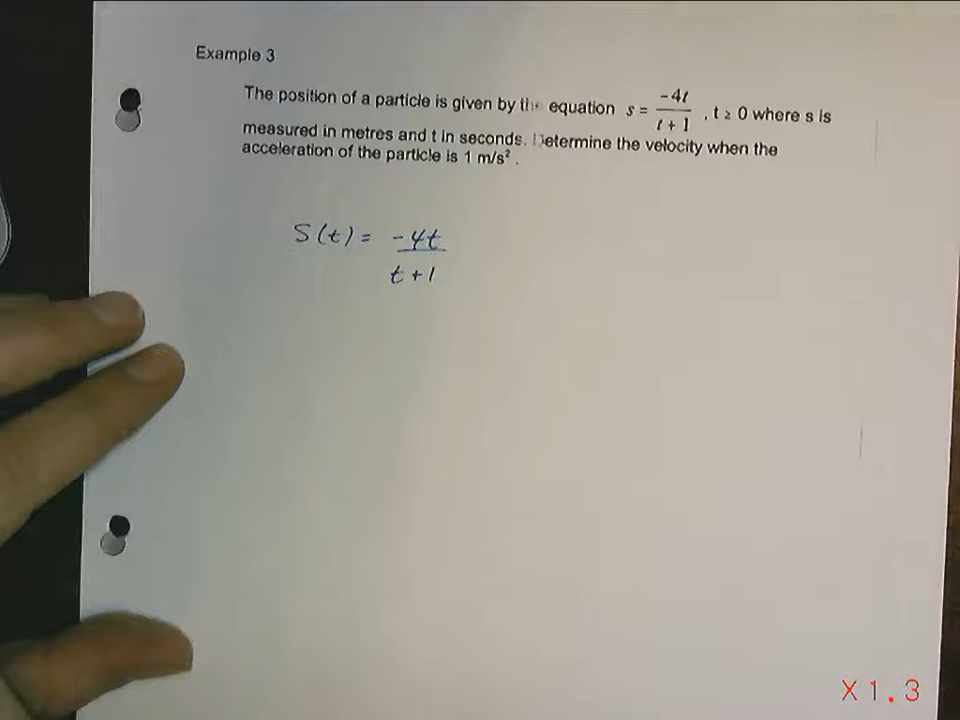 Example 3
The position of a particle is given by the equation s = -4t / t + 1 , t ≥ 0 where s is
measured in metres and t in seconds. Determine the velocity when the
acceleration of the particle is 1 m/s² .
S(t) = -4t / t + 1
X1.3